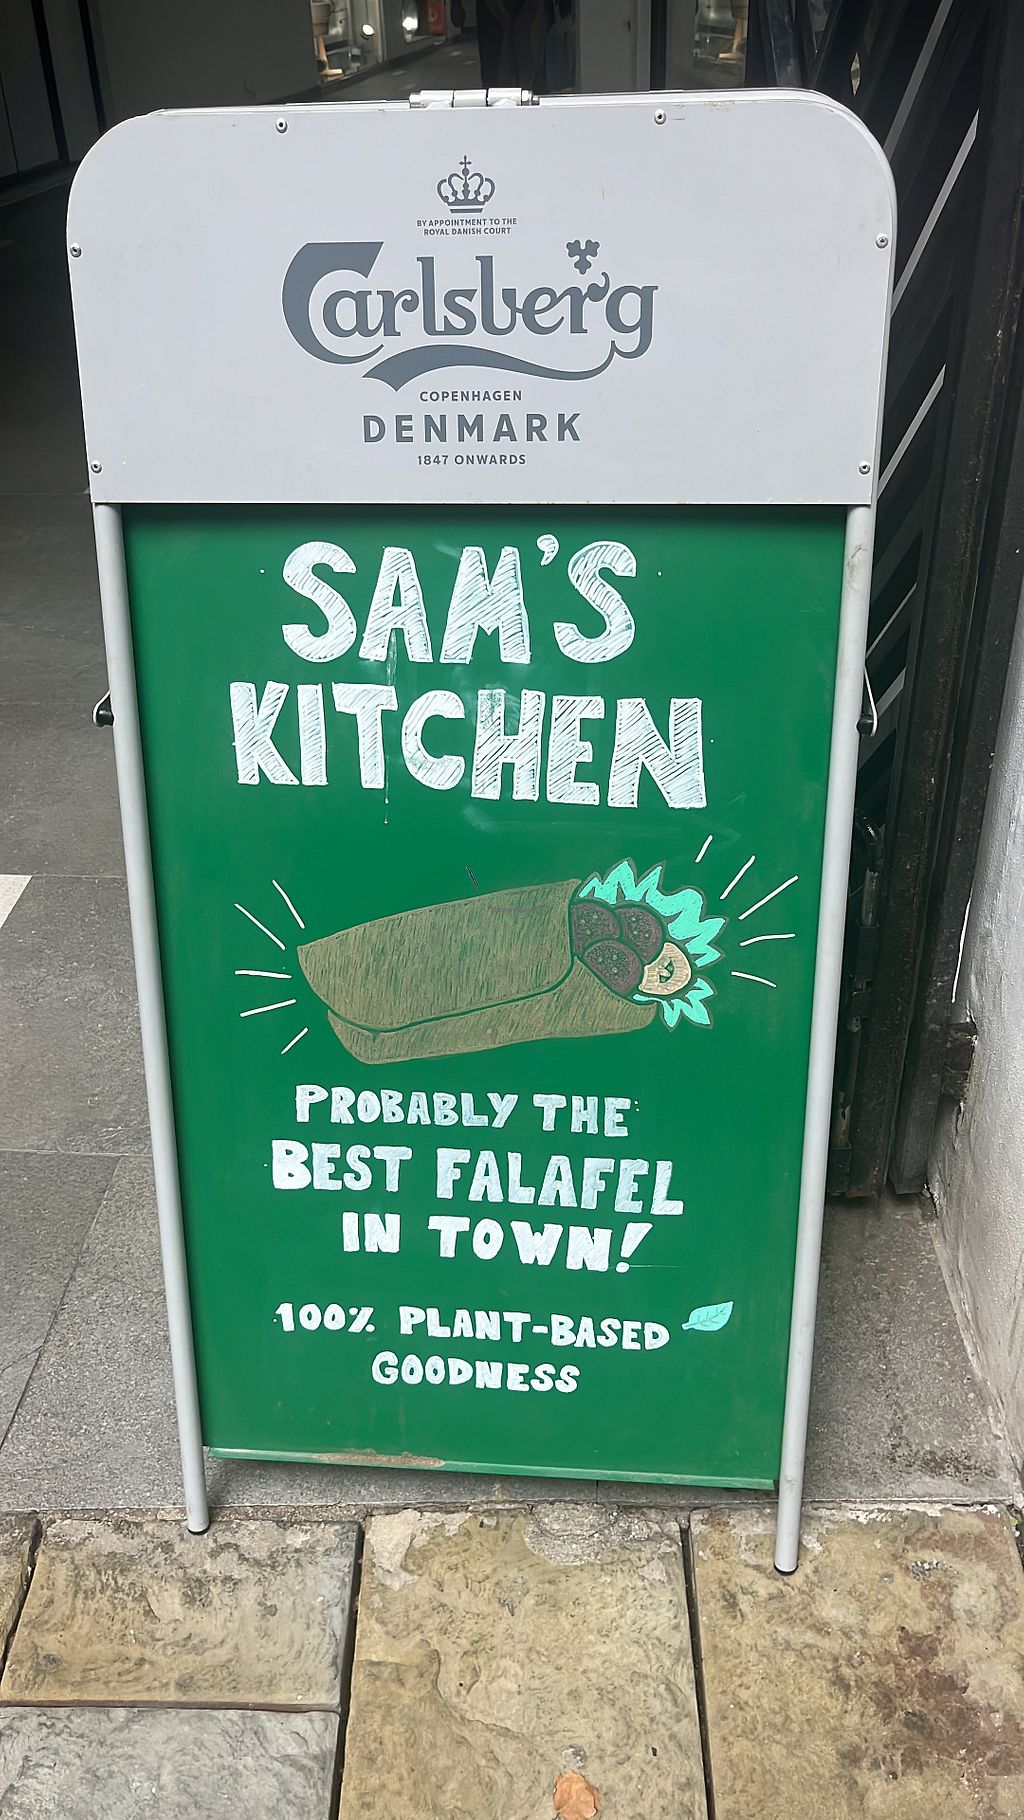 BY APPOINTMENT TO THE
ROYAL DANISH COURT
Carlsberg
COPENHAGEN
DENMARK
1847 ONWARDS
SAM'S
KITCHEN
PROBABLY THE
BEST FALAFEL
IN TOWN!
100% PLANT-BASED
GOODNESS